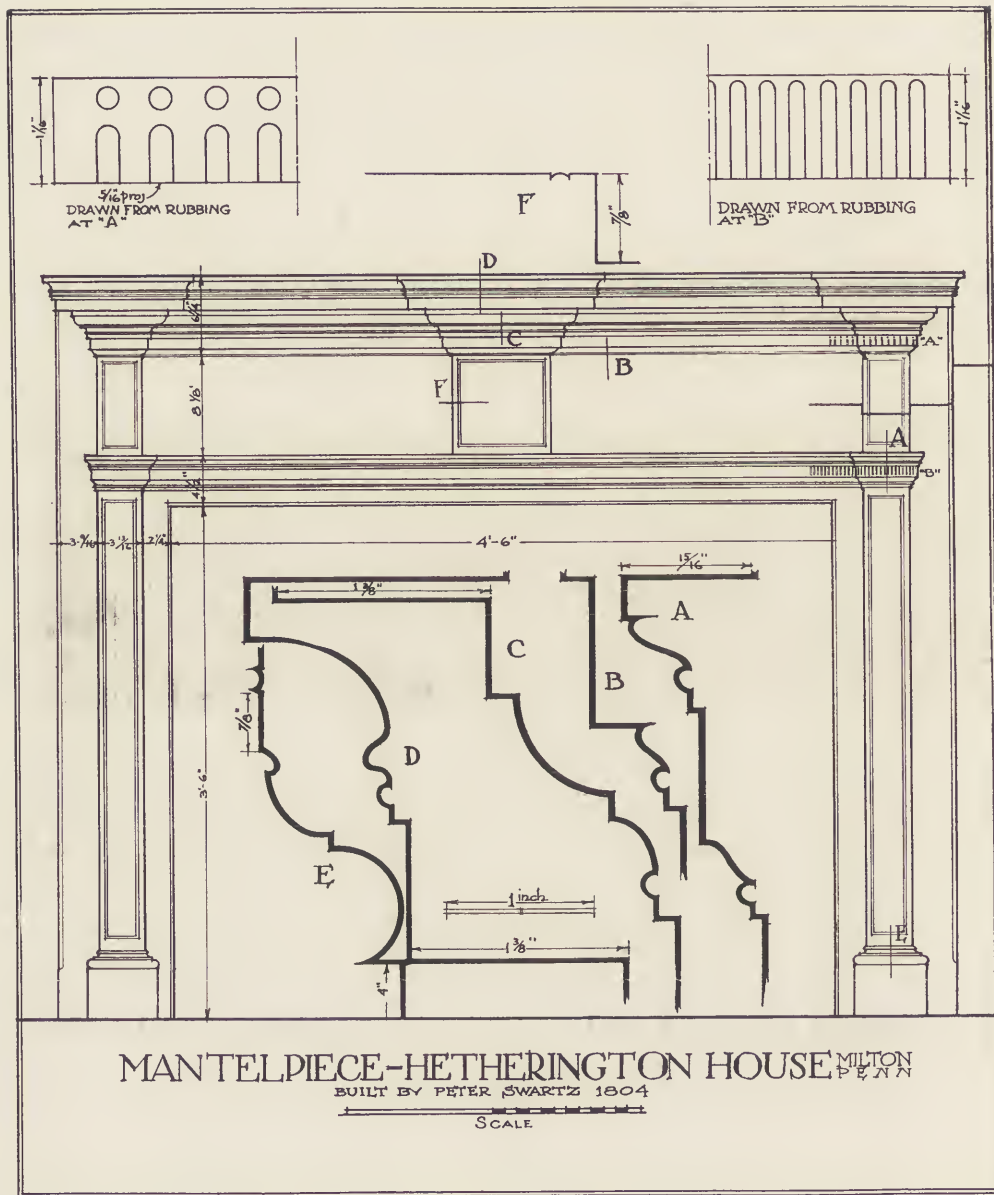 1 1/16"
5/16" proj
DRAWN FROM RUBBING
AT "A"
F
7/8"
1 1/16"
DRAWN FROM RUBBING
AT "B"
D
6 1/4"
C
"A"
B
F
8 1/8"
A
4 1/2"
"B"
3-9/16
3 13/16
2 1/4"
4'-6"
1 3/8"
15/16"
A
C
B
7/8"
D
3'-6"
E
1 inch
E
1 3/8"
4"
MANTELPIECE-HETHERINGTON HOUSE MILTON
PENN
BUILT BY PETER SWARTZ 1804
SCALE